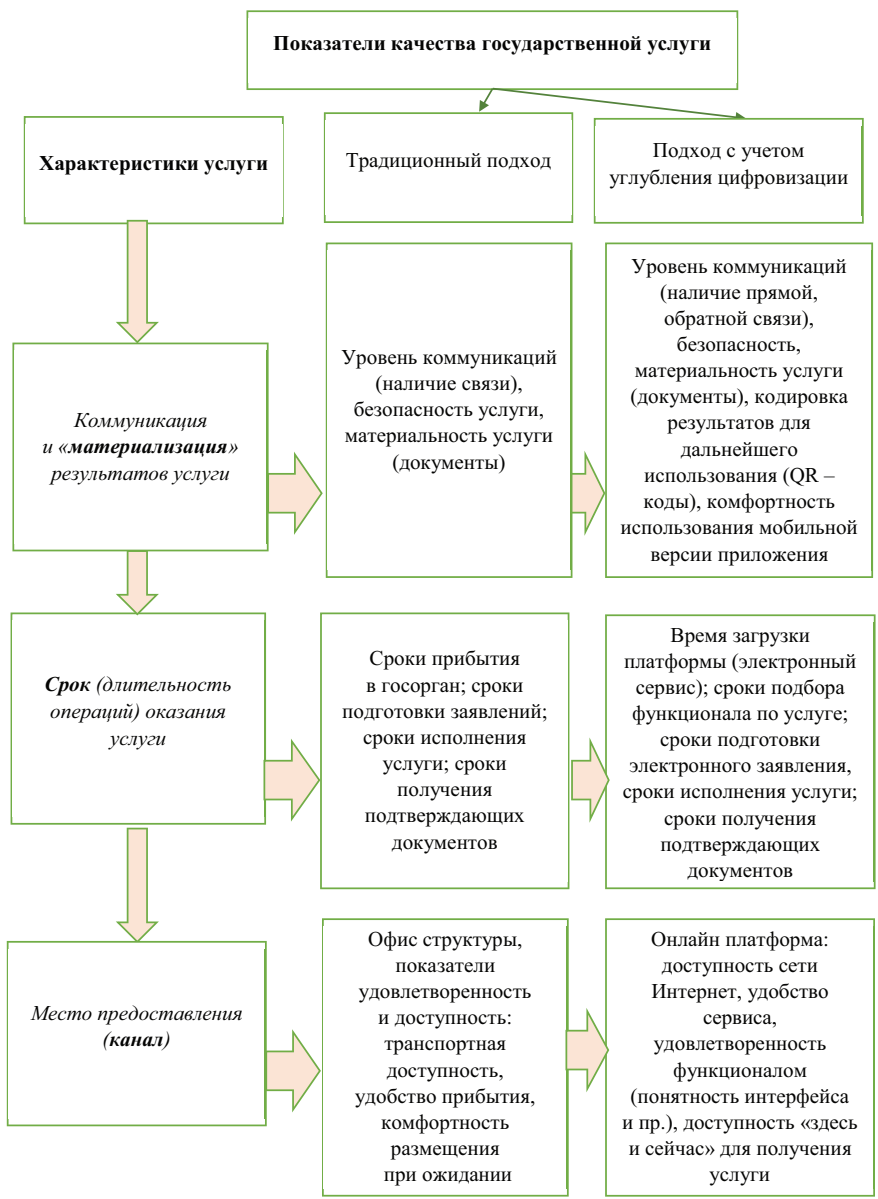 Показатели качества государственной услуги
Характеристики услуги
Традиционный подход
Подход с учетом
углубления цифровизации
Коммуникация
и «материализация»
результатов услуги
Уровень коммуникаций
(наличие связи),
безопасность услуги,
материальность услуги
(документы)
Уровень коммуникаций
(наличие прямой,
обратной связи),
безопасность,
материальность услуги
(документы), кодировка
результатов для
дальнейшего
использования (QR –
коды), комфортность
использования мобильной
версии приложения
Срок (длительность
операций) оказания
услуги
Сроки прибытия
в госорган; сроки
подготовки заявлений;
сроки исполнения
услуги; сроки
получения
подтверждающих
документов
Время загрузки
платформы (электронный
сервис); сроки подбора
функционала по услуге;
сроки подготовки
электронного заявления,
сроки исполнения услуги;
сроки получения
подтверждающих
документов
Место предоставления
(канал)
Офис структуры,
показатели
удовлетворенность
и доступность:
транспортная
доступность,
удобство прибытия,
комфортность
размещения
при ожидании
Онлайн платформа:
доступность сети
Интернет, удобство
сервиса,
удовлетворенность
функционалом
(понятность интерфейса
и пр.), доступность «здесь
и сейчас» для получения
услуги